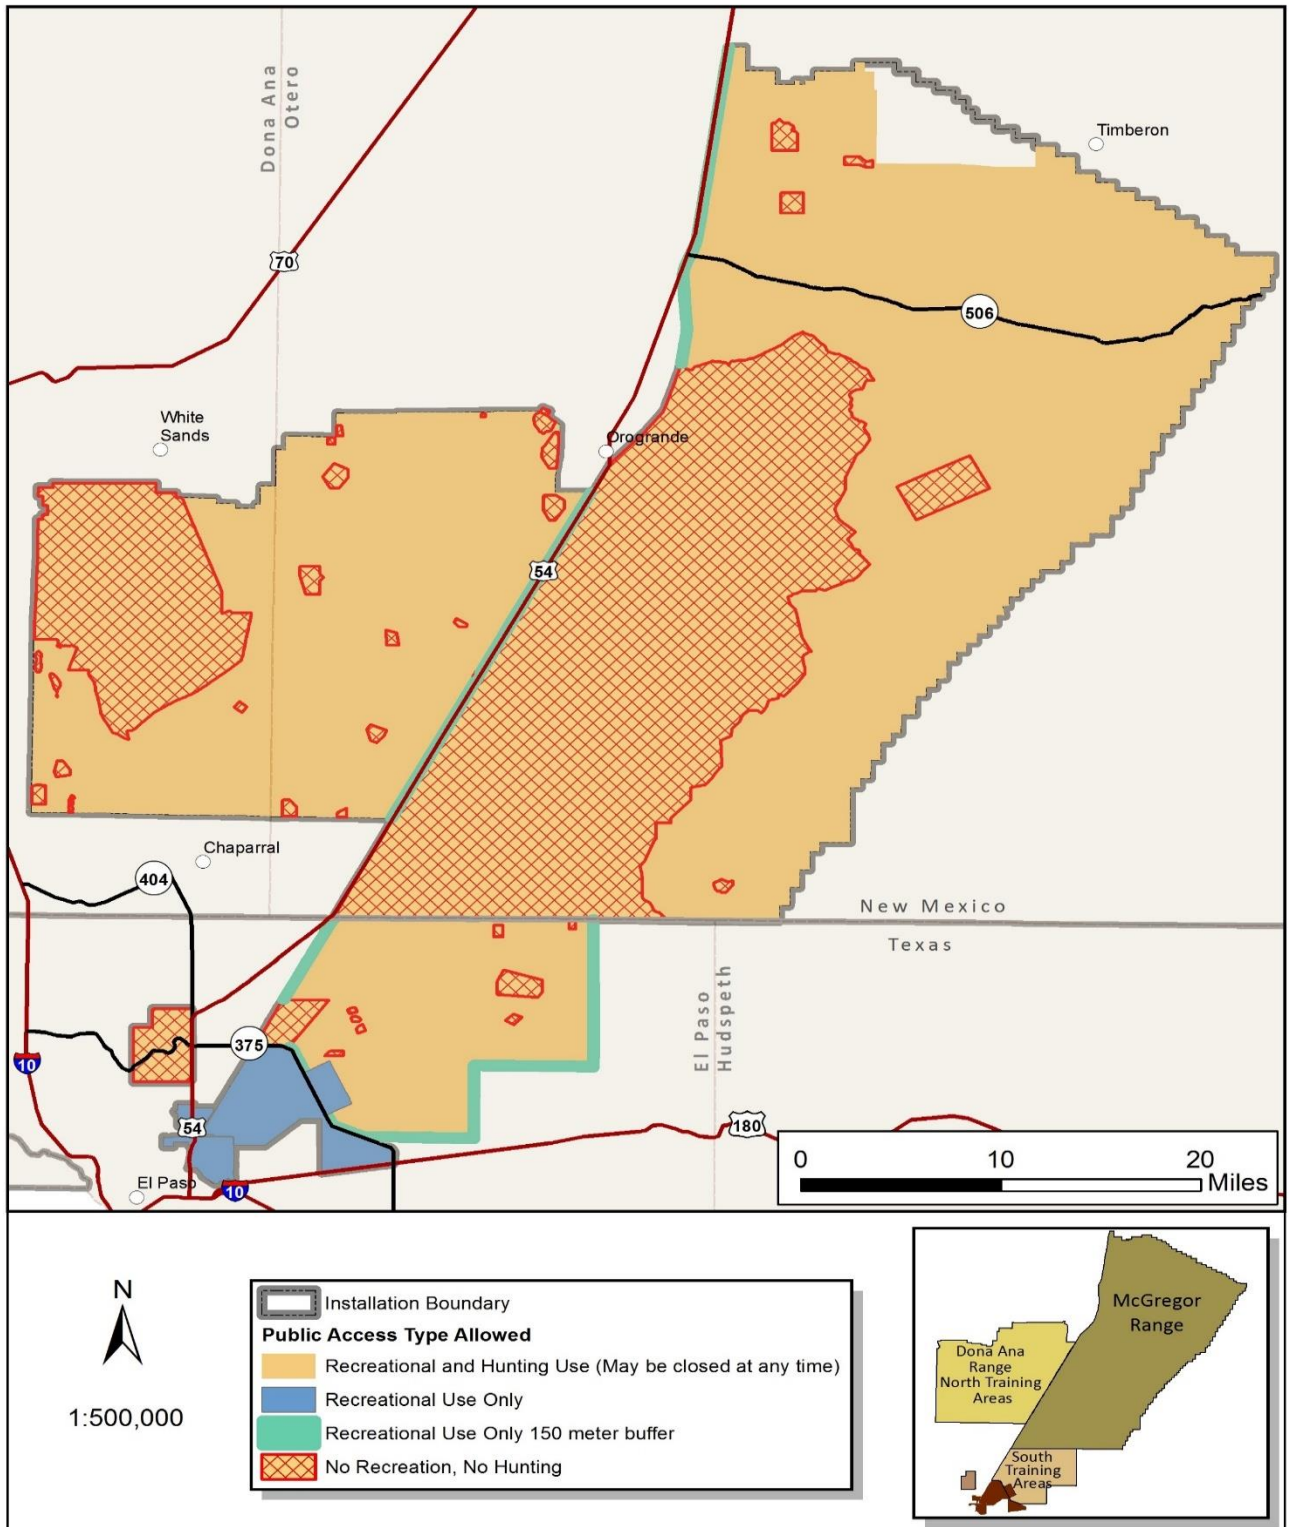 Dona Ana
Otero
Timberon
70
506
White
Sands
Orogrande
54
Chaparral
404
New Mexico
Texas
375
El Paso
Hudspeth
10
54
180
El Paso
10
0 10 20
Miles
N
1:500,000
Installation Boundary
Public Access Type Allowed
Recreational and Hunting Use (May be closed at any time)
Recreational Use Only
Recreational Use Only 150 meter buffer
No Recreation, No Hunting
McGregor
Range
Dona Ana
Range
North Training
Areas
South
Training
Areas